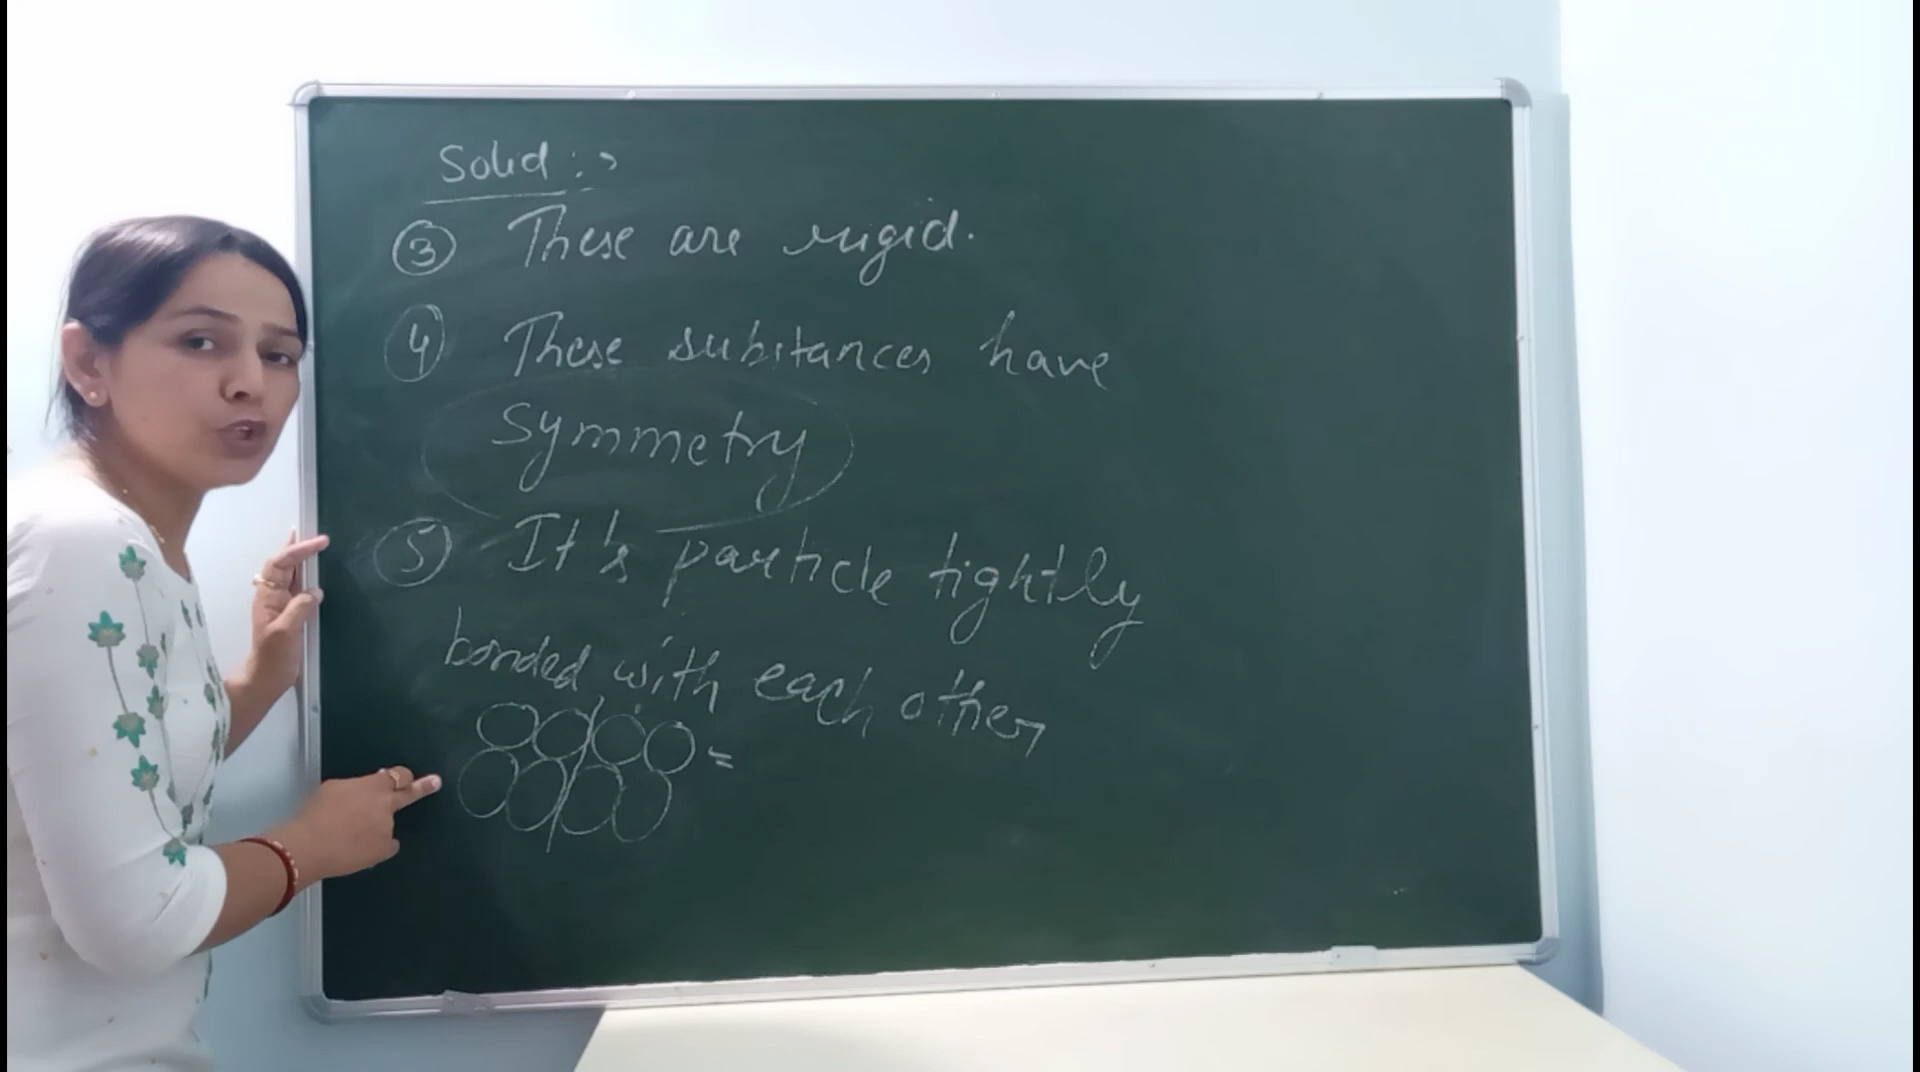 Solid :->
③ These are rigid.
④ These substances have
symmetry
⑤ It's particle tightly
bonded with each other